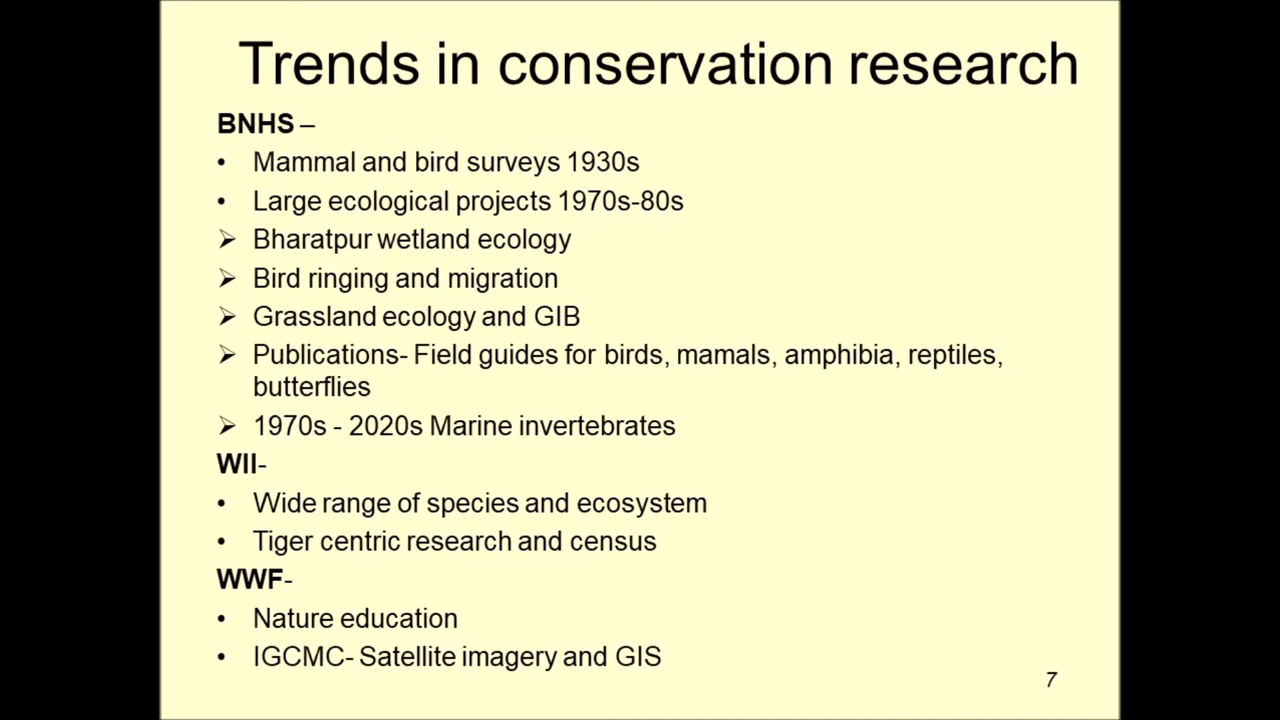 Trends in conservation research
BNHS –
• Mammal and bird surveys 1930s
• Large ecological projects 1970s-80s
➢ Bharatpur wetland ecology
➢ Bird ringing and migration
➢ Grassland ecology and GIB
➢ Publications- Field guides for birds, mamals, amphibia, reptiles,
butterflies
➢ 1970s - 2020s Marine invertebrates
WII-
• Wide range of species and ecosystem
• Tiger centric research and census
WWF-
• Nature education
• IGCMC- Satellite imagery and GIS
7